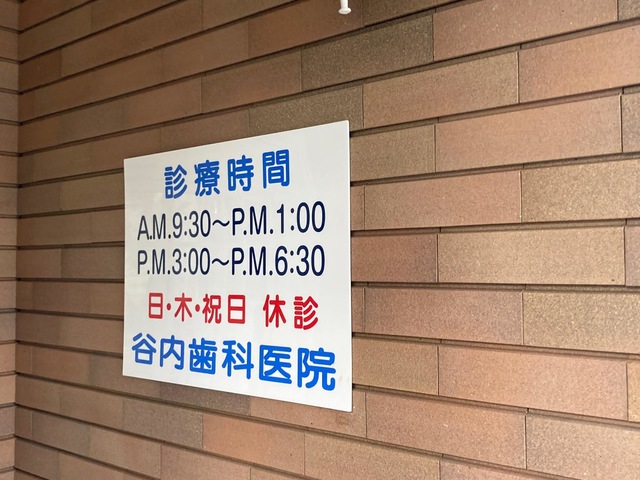 診療時間
A.M.9:30〜P.M.1:00
P.M.3:00〜P.M.6:30
日・木・祝日 休診
谷内歯科医院